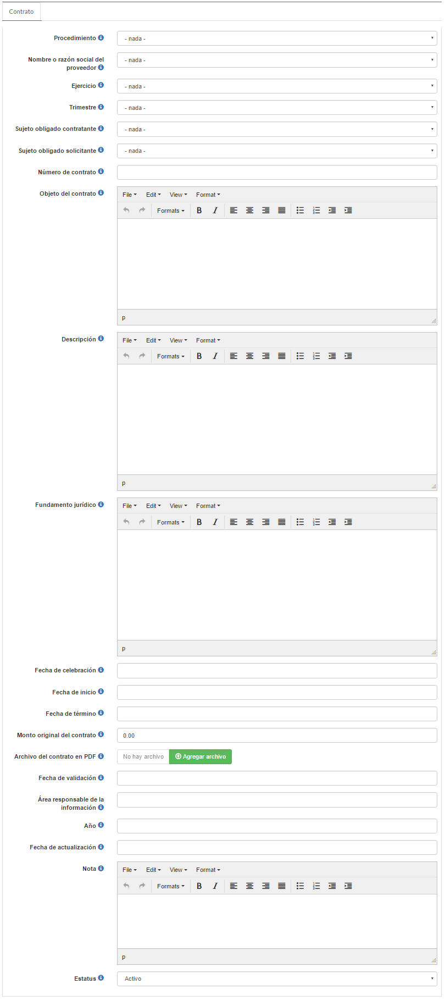 Contrato
Procedimiento
- nada -
Nombre o razón social del
proveedor
- nada -
Ejercicio
- nada -
Trimestre
- nada -
Sujeto obligado contratante
- nada -
Sujeto obligado solicitante
- nada -
Número de contrato
Objeto del contrato
File Edit View Format
Formats B I
p
Descripción
File Edit View Format
Formats B I
p
Fundamento jurídico
File Edit View Format
Formats B I
p
Fecha de celebración
Fecha de inicio
Fecha de término
Monto original del contrato
0.00
Archivo del contrato en PDF
No hay archivo Agregar archivo
Fecha de validación
Área responsable de la
información
Año
Fecha de actualización
Nota
File Edit View Format
Formats B I
p
Estatus
Activo